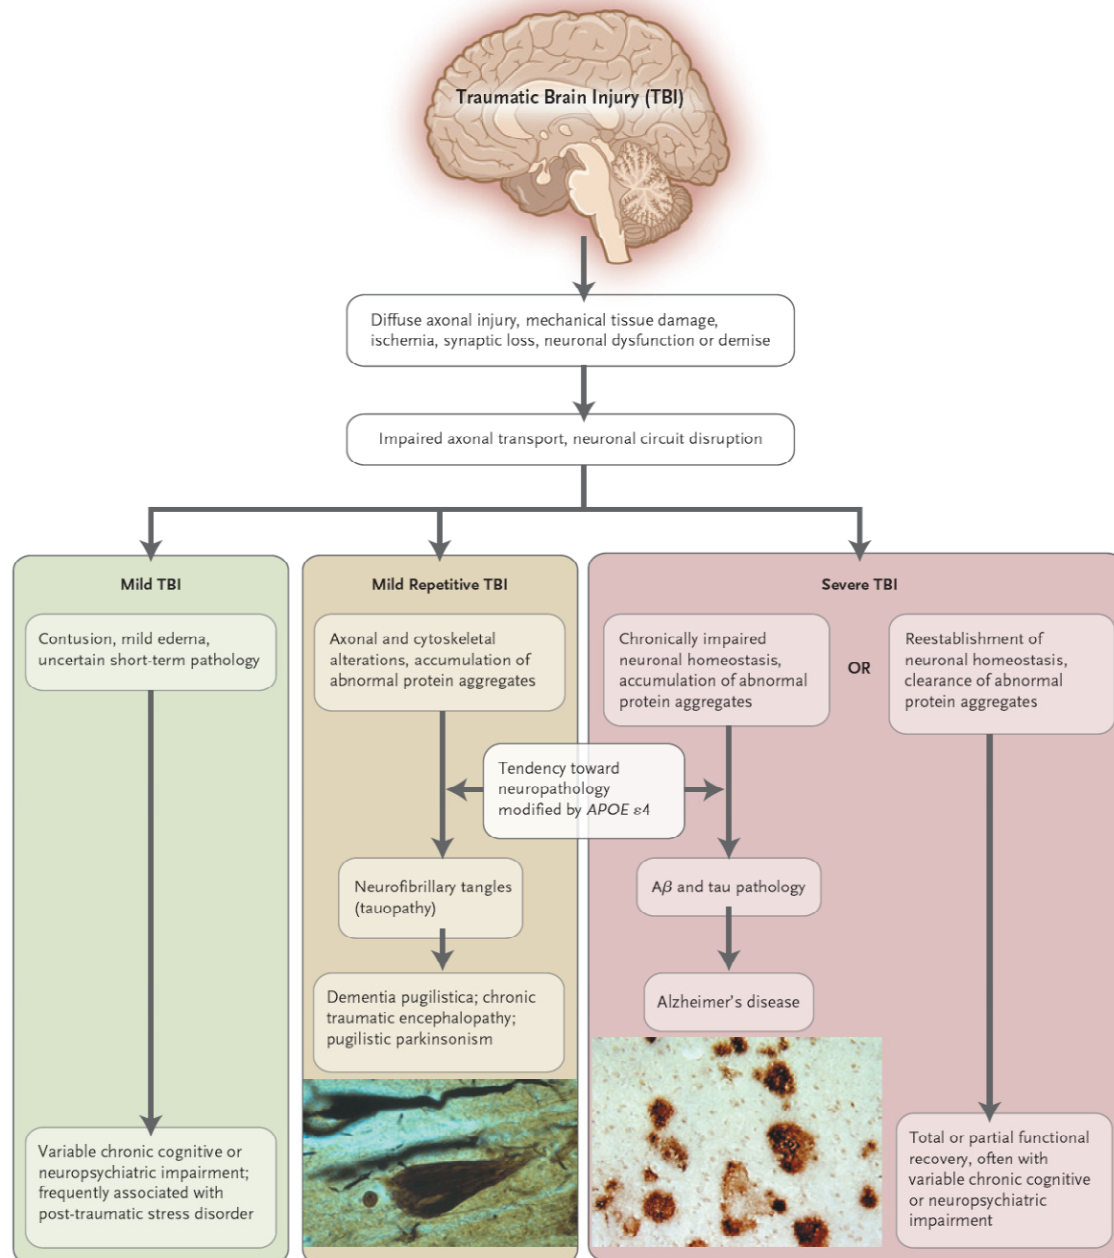 Traumatic Brain Injury (TBI)
Diffuse axonal injury, mechanical tissue damage,
ischemia, synaptic loss, neuronal dysfunction or demise
Impaired axonal transport, neuronal circuit disruption
Mild TBI
Contusion, mild edema,
uncertain short-term pathology
Variable chronic cognitive or
neuropsychiatric impairment;
frequently associated with
post-traumatic stress disorder
Mild Repetitive TBI
Axonal and cytoskeletal
alterations, accumulation of
abnormal protein aggregates
Tendency toward
neuropathology
modified by APOE ε4
Neurofibrillary tangles
(tauopathy)
Dementia pugilistica; chronic
traumatic encephalopathy;
pugilistic parkinsonism
Severe TBI
Chronically impaired
neuronal homeostasis,
accumulation of abnormal
protein aggregates
OR
Reestablishment of
neuronal homeostasis,
clearance of abnormal
protein aggregates
Aβ and tau pathology
Alzheimer's disease
Total or partial functional
recovery, often with
variable chronic cognitive
or neuropsychiatric
impairment